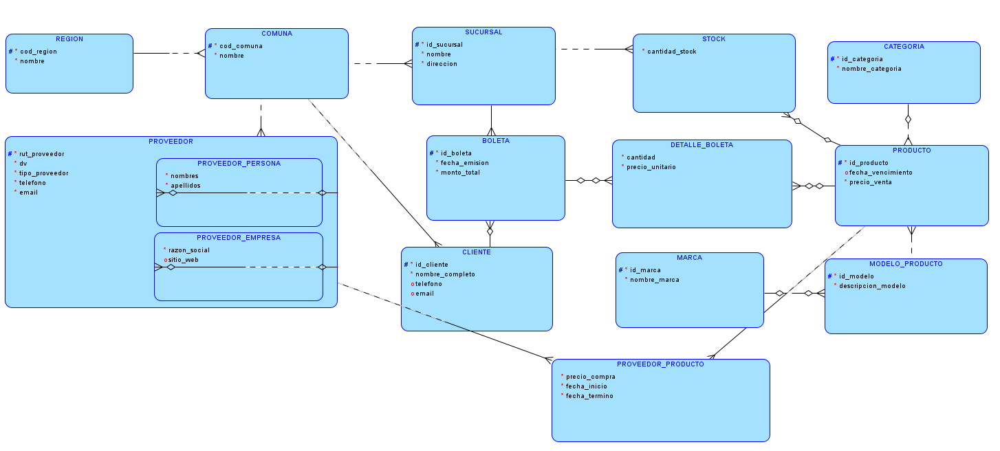 REGION
# * cod_region
* nombre
COMUNA
# * cod_comuna
* nombre
SUCURSAL
# * id_sucursal
* nombre
* direccion
STOCK
* cantidad_stock
CATEGORIA
# * id_categoria
* nombre_categoria
PROVEEDOR
# * rut_proveedor
* dv
* tipo_proveedor
* telefono
* email
PROVEEDOR_PERSONA
* nombres
* apellidos
PROVEEDOR_EMPRESA
* razon_social
o sitio_web
BOLETA
# * id_boleta
* fecha_emision
* monto_total
DETALLE_BOLETA
* cantidad
* precio_unitario
PRODUCTO
# * id_producto
o fecha_vencimiento
* precio_venta
CLIENTE
# * id_cliente
* nombre_completo
o telefono
o email
MARCA
# * id_marca
* nombre_marca
MODELO_PRODUCTO
# * id_modelo
* descripcion_modelo
PROVEEDOR_PRODUCTO
* precio_compra
* fecha_inicio
* fecha_termino